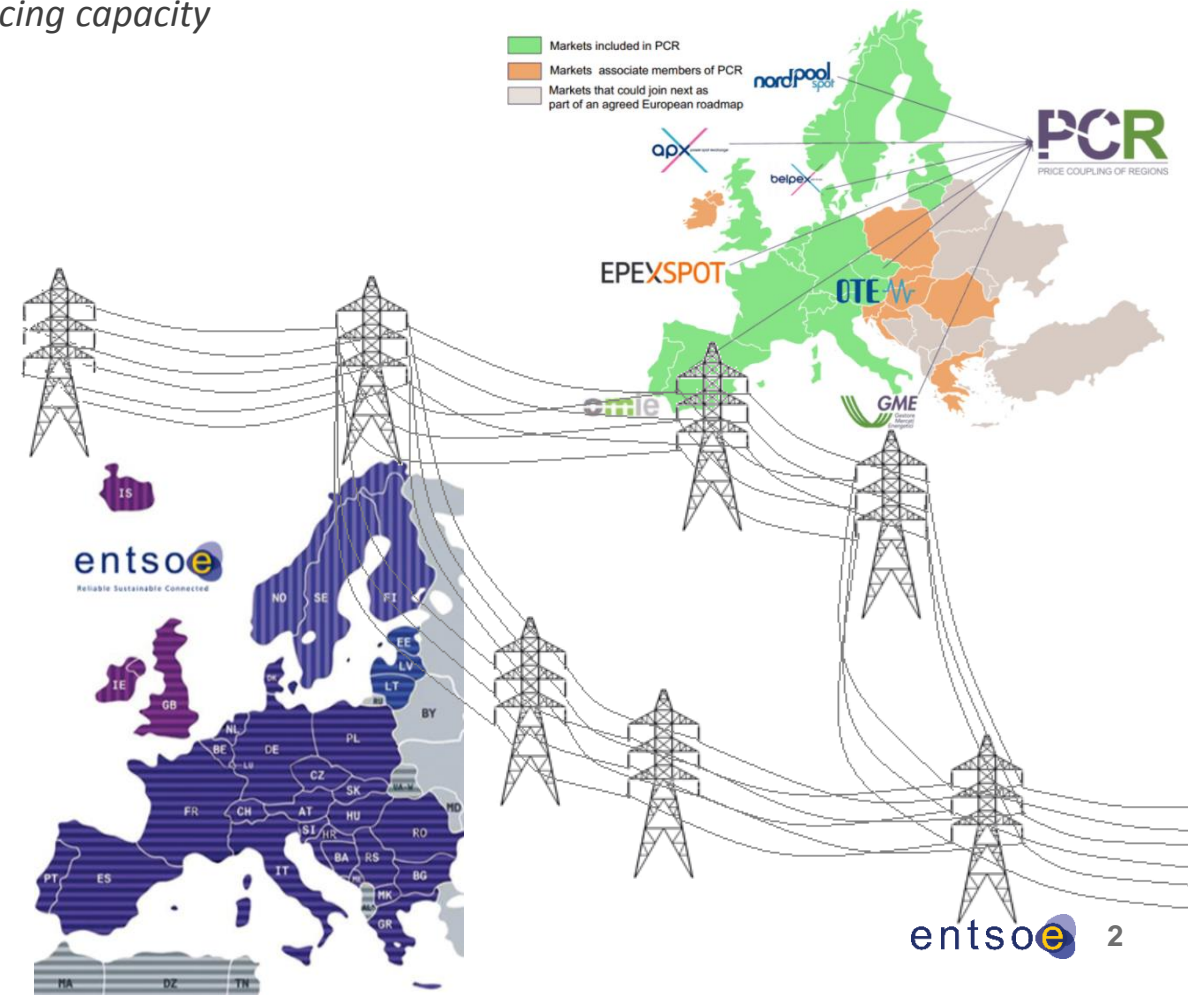 cing capacity
Markets included in PCR
Markets associate members of PCR
Markets that could join next as
part of an agreed European roadmap
nordpool
spot
apx
belpex
PCR
PRICE COUPLING OF REGIONS
EPEXSPOT
OTE
omie
GME
Gestore
Mercati
Energetici
IS
entsoe
Reliable Sustainable Connected
NO
SE
FI
EE
LV
LT
RU
DK
IE
GB
BY
NL
BE
LU
DE
PL
CZ
SK
UA-W
MD
FR
CH
AT
HU
SI
HR
RO
BA
RS
IT
ME
BG
PT
ES
MK
AL
GR
MA
DZ
TN
entsoe
2